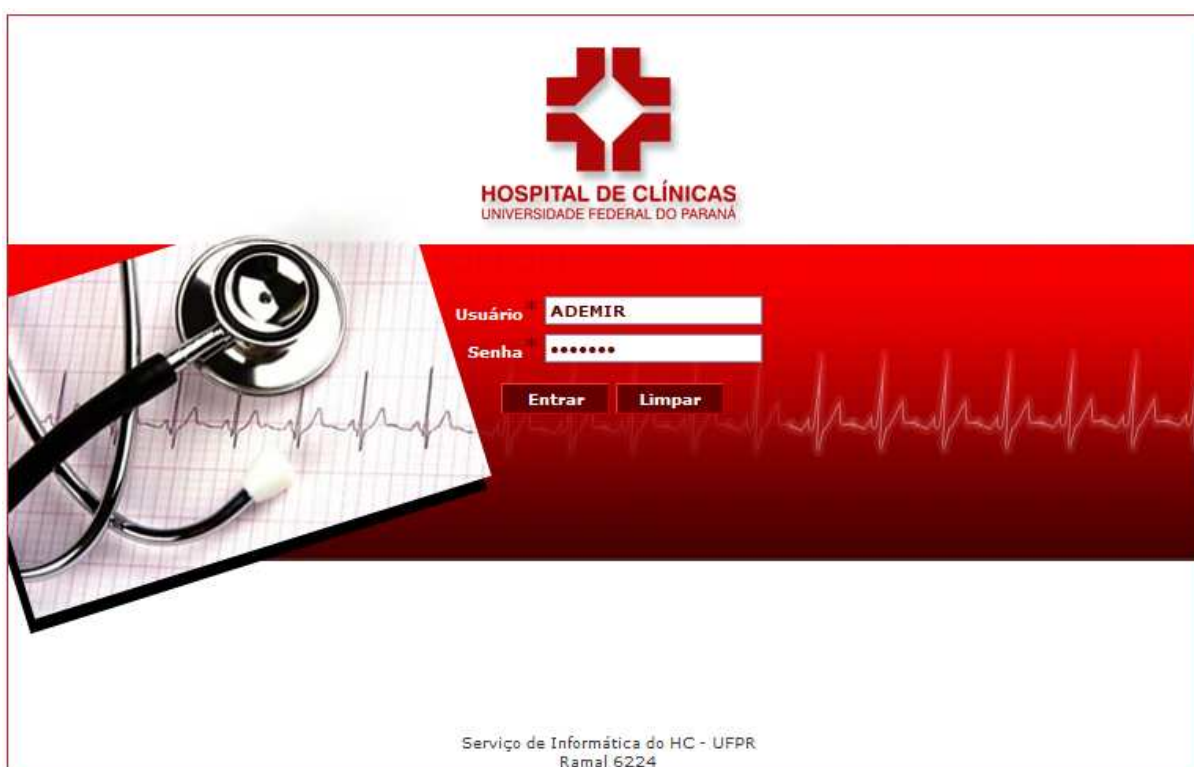 HOSPITAL DE CLÍNICAS
UNIVERSIDADE FEDERAL DO PARANÁ
Usuário * ADEMIR
Senha * •••••••
Entrar Limpar
Serviço de Informática do HC - UFPR
Ramal 6224